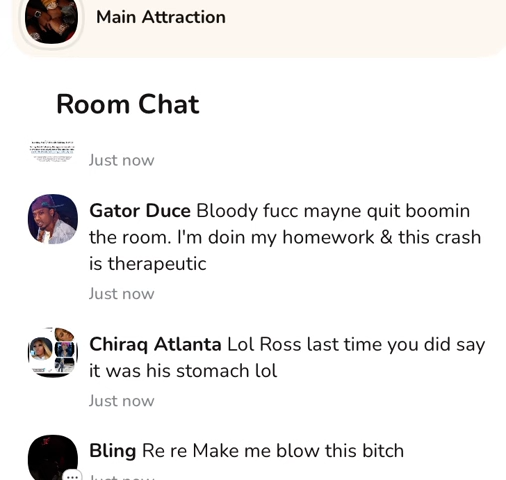 Main Attraction
Room Chat
Just now
Gator Duce Bloody fucc mayne quit boomin
the room. I'm doin my homework & this crash
is therapeutic
Just now
Chiraq Atlanta Lol Ross last time you did say
it was his stomach lol
Just now
Bling Re re Make me blow this bitch
Just now